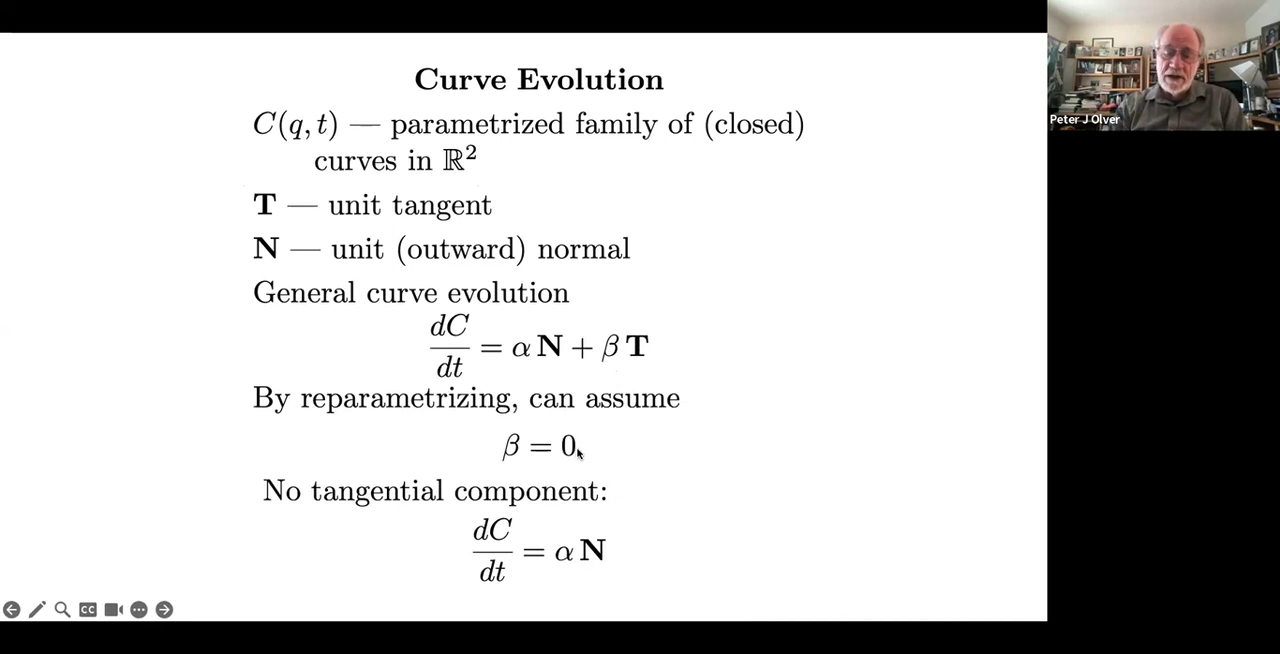 Curve Evolution
C(q, t) — parametrized family of (closed)
curves in ℝ²
T — unit tangent
N — unit (outward) normal
General curve evolution
dC/dt = α N + β T
By reparametrizing, can assume
β = 0
No tangential component:
dC/dt = α N
CC
Peter J Olver